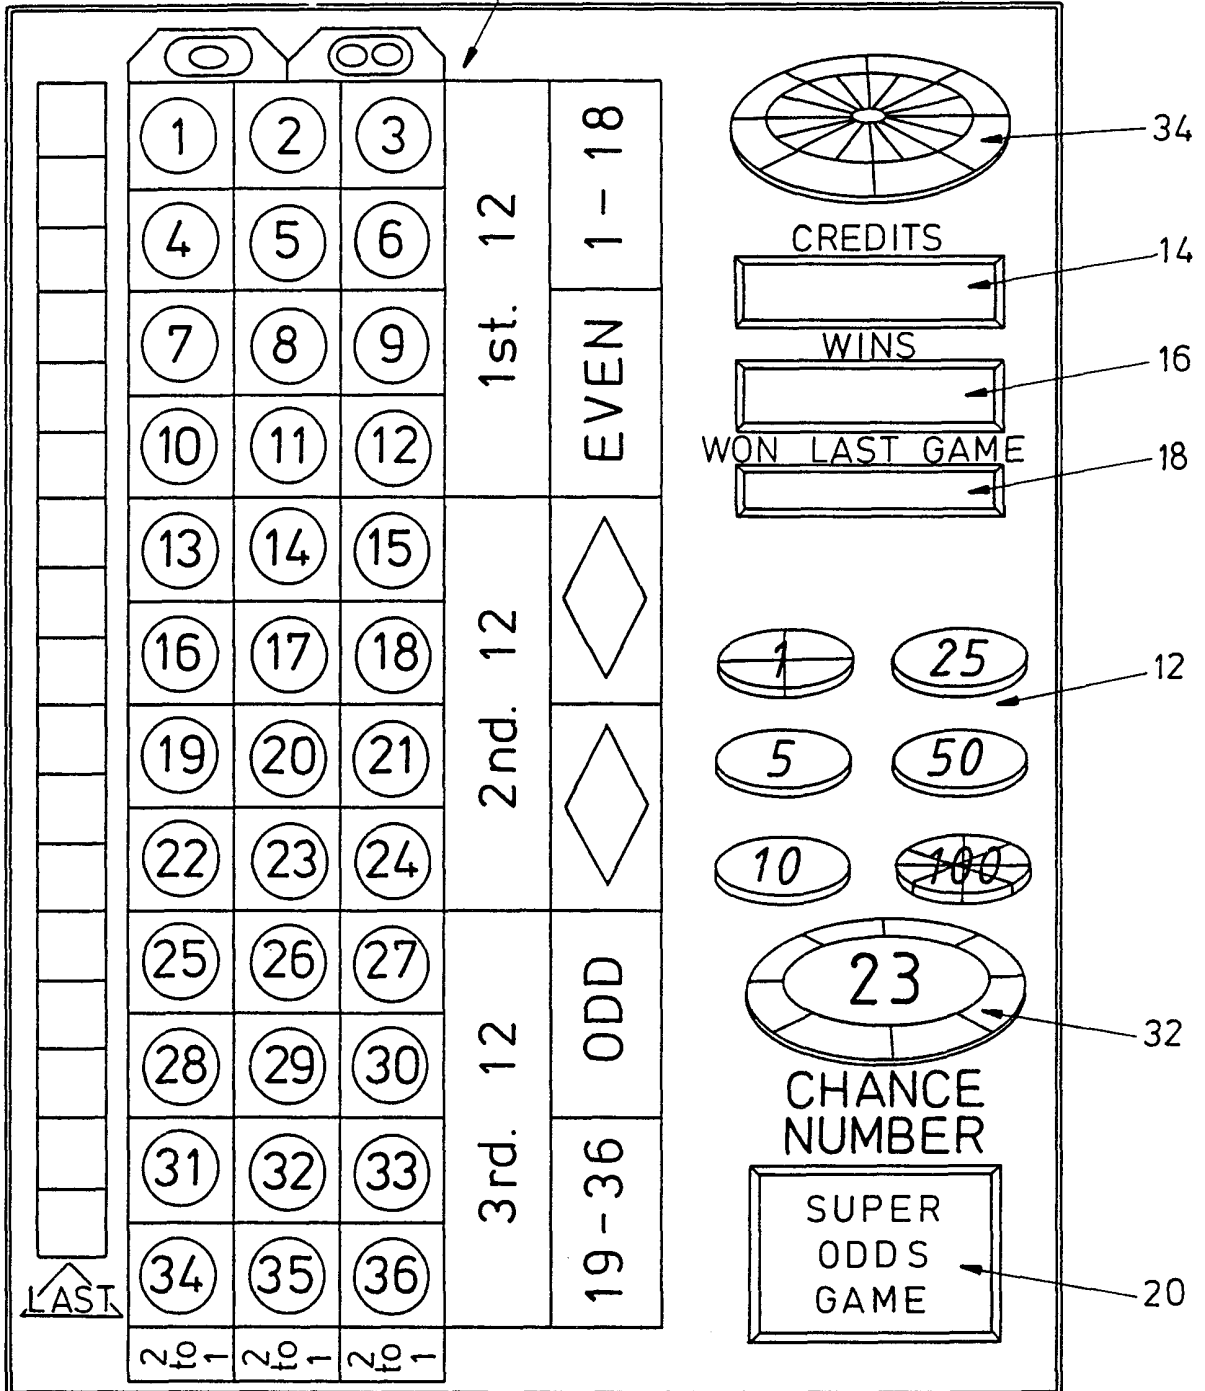 0 00
1 2 3
4 5 6
7 8 9
10 11 12
13 14 15
16 17 18
19 20 21
22 23 24
25 26 27
28 29 30
31 32 33
34 35 36
2 to 1 2 to 1 2 to 1
LAST
1st. 12
2nd. 12
3rd. 12
1-18
EVEN
ODD
19-36
34
CREDITS
14
WINS
16
WON LAST GAME
18
1 25
12
5 50
10 100
23
32
CHANCE
NUMBER
SUPER
ODDS
GAME
20